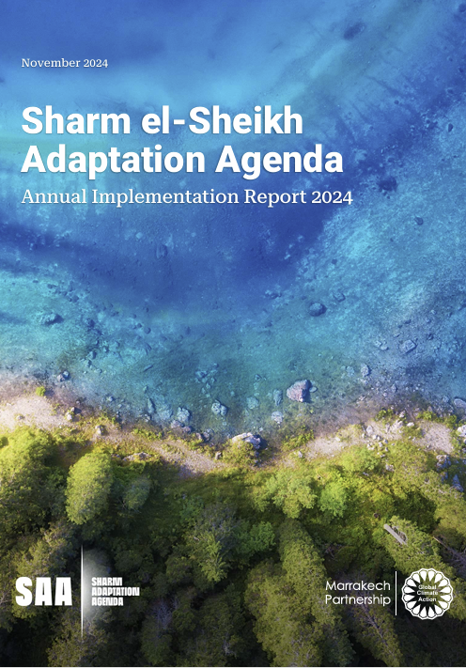 November 2024
Sharm el-Sheikh
Adaptation Agenda
Annual Implementation Report 2024
SAA
SHARM
ADAPTATION
AGENDA
Marrakech
Partnership
Global
Climate
Action